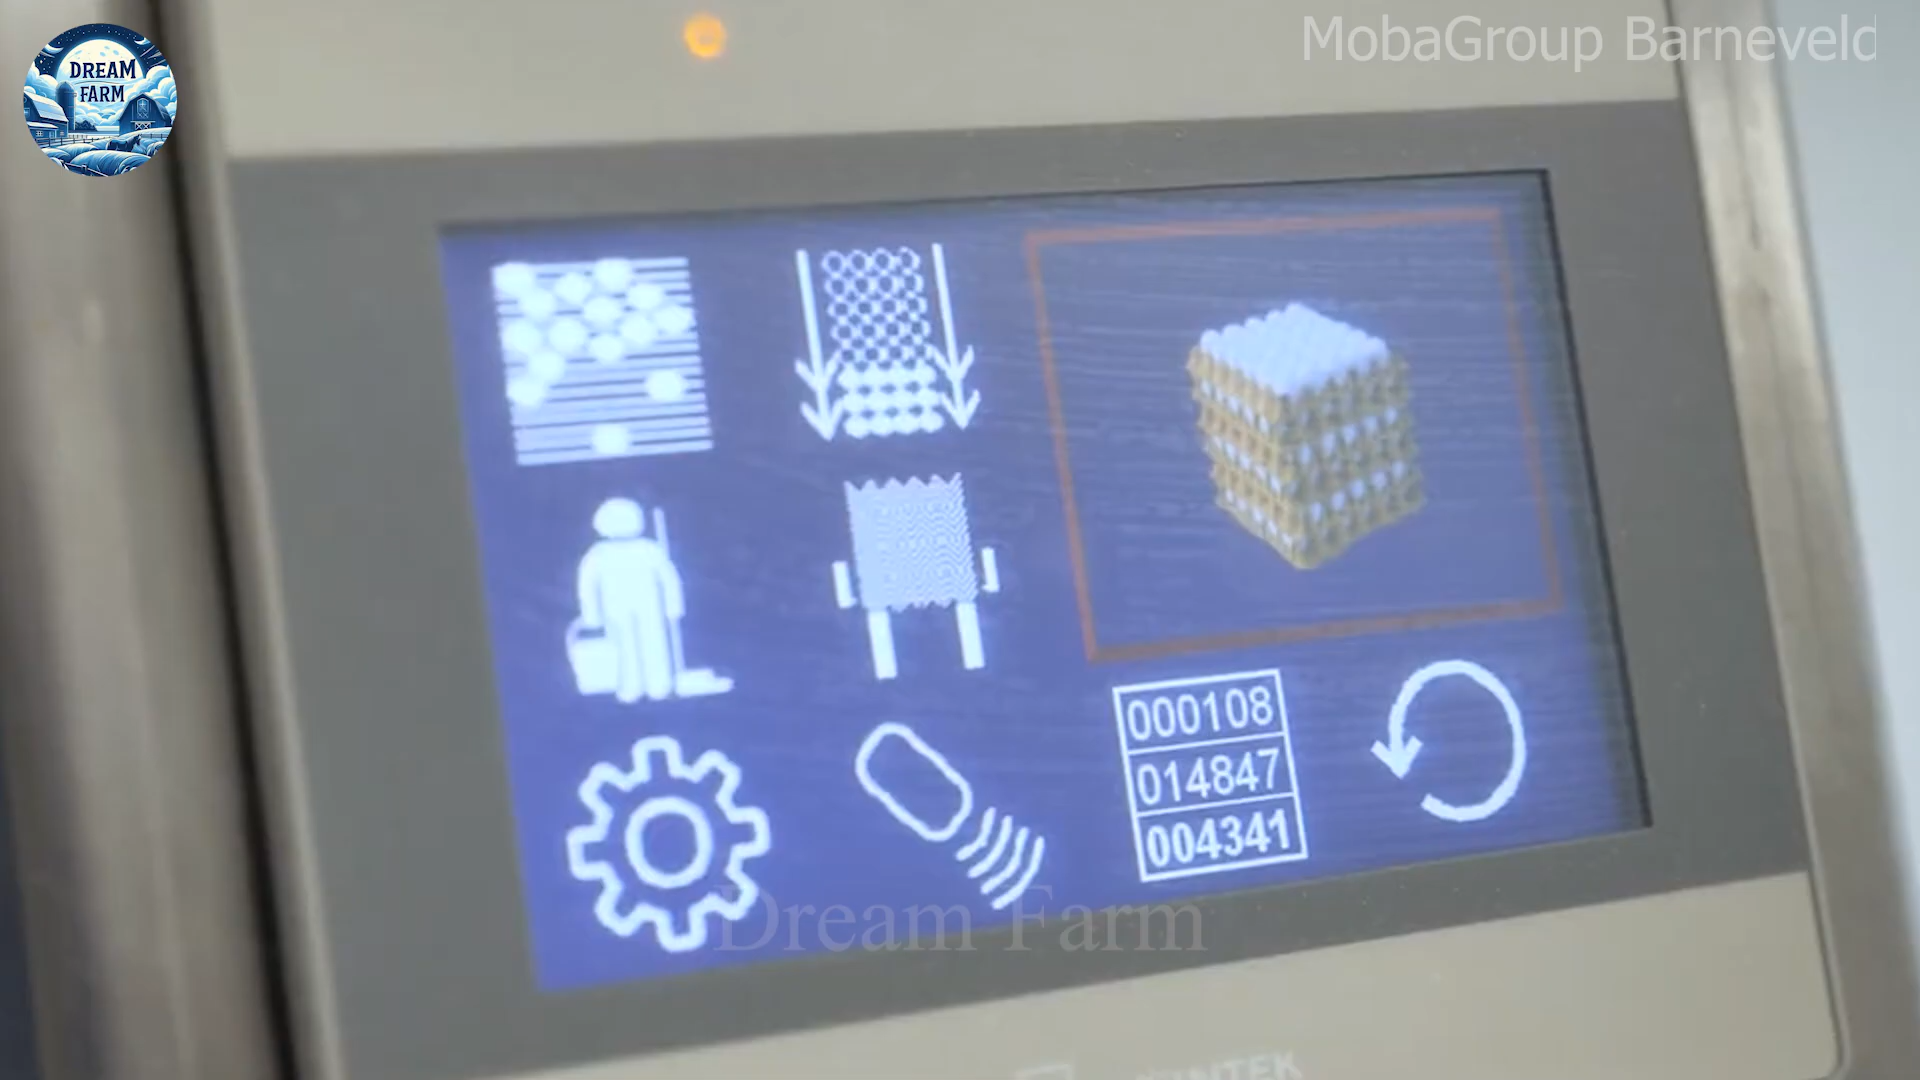 DREAM
FARM
MobaGroup Barneveld
000108
014847
004341
Dream Farm